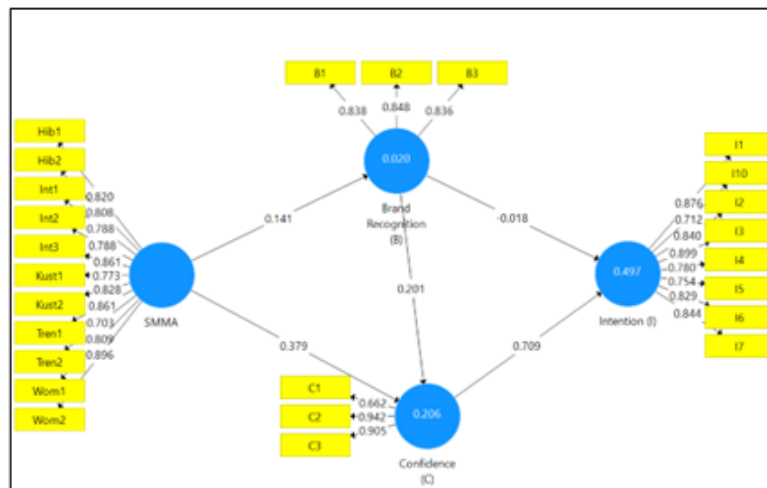 B1
B2
B3
0.838
0.848
0.836
Hib1
Hib2
Int1
Int2
Int3
Kust1
Kust2
Tren1
Tren2
Wom1
Wom2
0.820
0.808
0.788
0.788
0.861
0.773
0.828
0.861
0.703
0.809
0.896
SMMA
0.141
0.379
0.020
Brand
Recognition
(B)
0.201
-0.018
0.709
C1
C2
C3
0.662
0.942
0.905
0.206
Confidence
(C)
0.497
Intention (I)
0.876
0.712
0.840
0.899
0.780
0.754
0.829
0.844
I1
I10
I2
I3
I4
I5
I6
I7